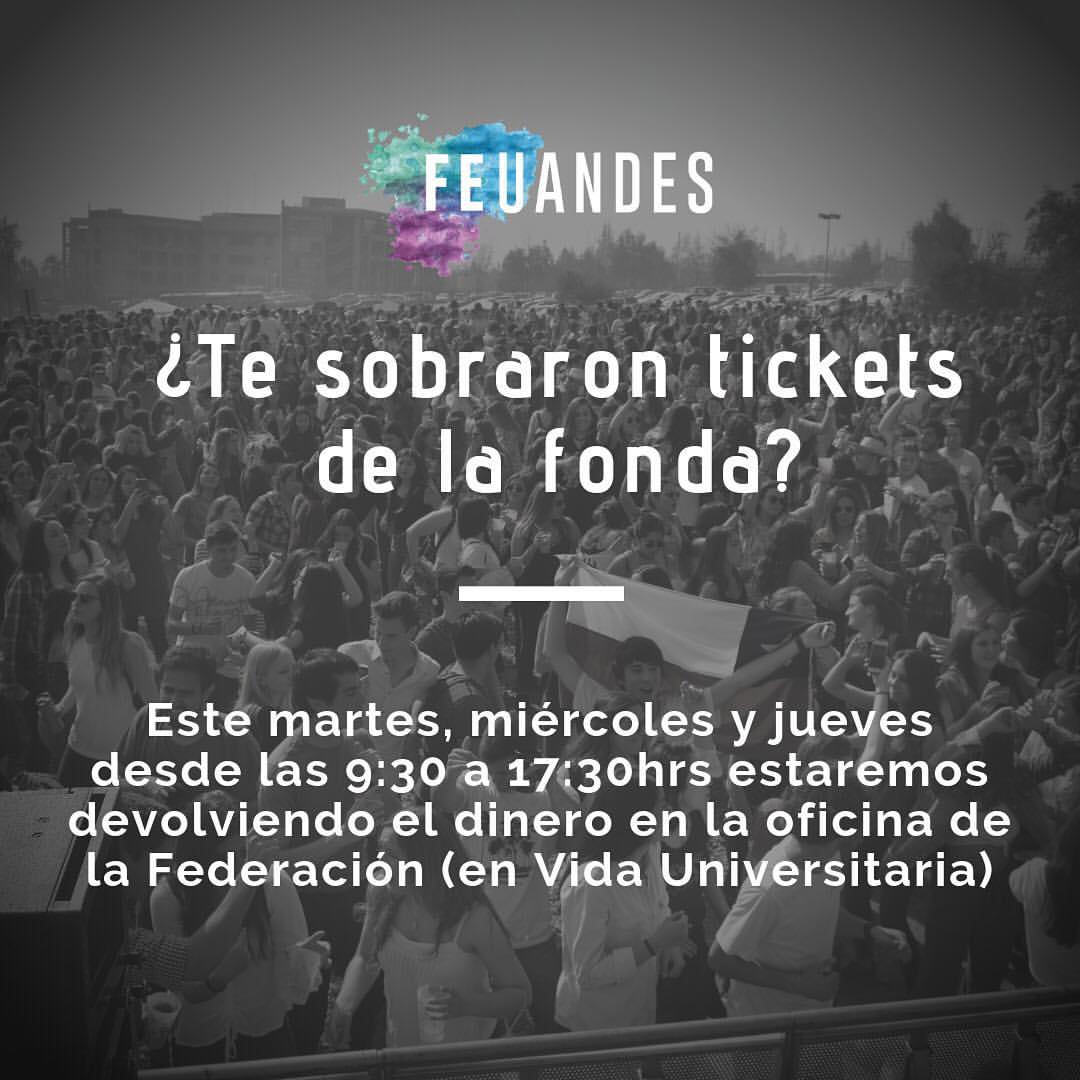 FEUANDES
¿Te sobraron tickets
de la fonda?
Este martes, miércoles y jueves
desde las 9:30 a 17:30hrs estaremos
devolviendo el dinero en la oficina de
la Federación (en Vida Universitaria)